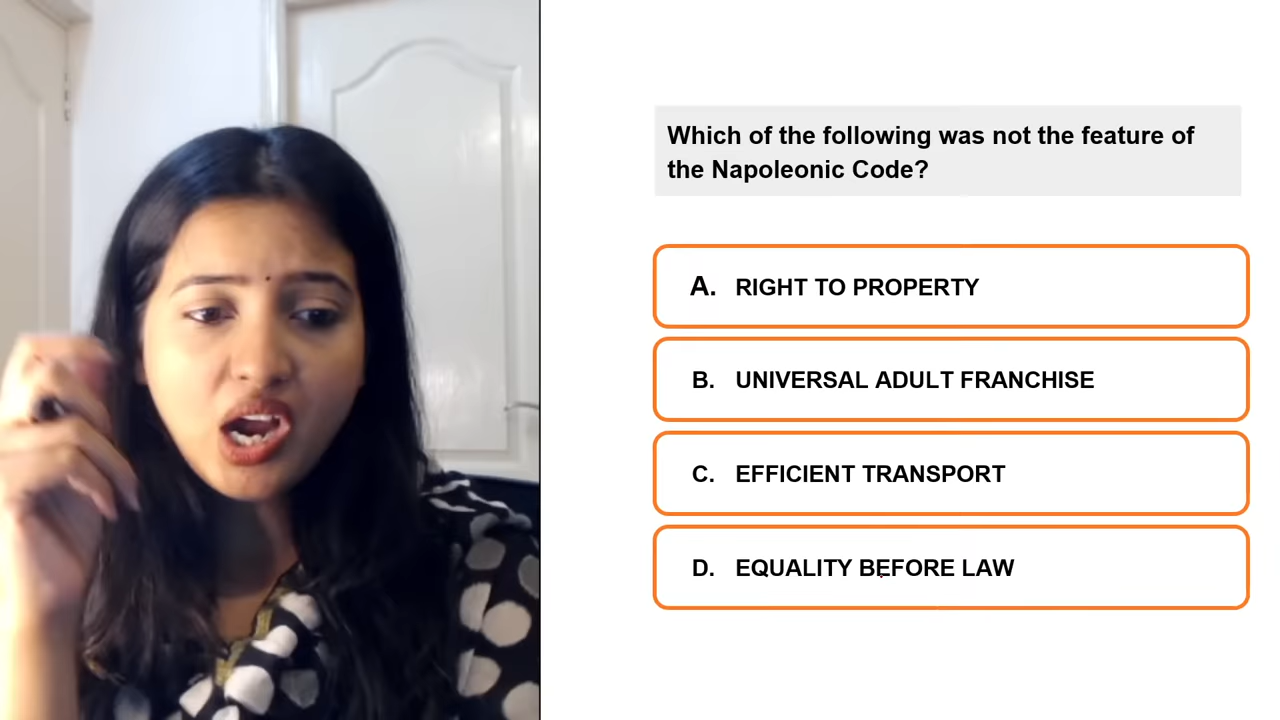 Which of the following was not the feature of
the Napoleonic Code?
A. RIGHT TO PROPERTY
B. UNIVERSAL ADULT FRANCHISE
C. EFFICIENT TRANSPORT
D. EQUALITY BEFORE LAW